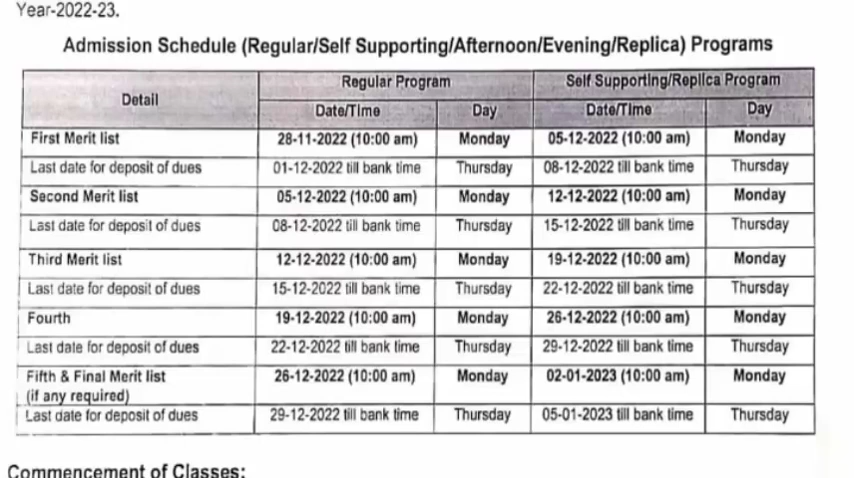 Year-2022-23.
Admission Schedule (Regular/Self Supporting/Afternoon/Evening/Replica) Programs
Detail Regular Program Self Supporting/Replica Program
Date/Time Day Date/Time Day
First Merit list 28-11-2022 (10:00 am) Monday 05-12-2022 (10:00 am) Monday
Last date for deposit of dues 01-12-2022 till bank time Thursday 08-12-2022 till bank time Thursday
Second Merit list 05-12-2022 (10:00 am) Monday 12-12-2022 (10:00 am) Monday
Last date for deposit of dues 08-12-2022 till bank time Thursday 15-12-2022 till bank time Thursday
Third Merit list 12-12-2022 (10:00 am) Monday 19-12-2022 (10:00 am) Monday
Last date for deposit of dues 15-12-2022 till bank time Thursday 22-12-2022 till bank time Thursday
Fourth 19-12-2022 (10:00 am) Monday 26-12-2022 (10:00 am) Monday
Last date for deposit of dues 22-12-2022 till bank time Thursday 29-12-2022 till bank time Thursday
Fifth & Final Merit list 26-12-2022 (10:00 am) Monday 02-01-2023 (10:00 am) Monday
(if any required)
Last date for deposit of dues 29-12-2022 till bank time Thursday 05-01-2023 till bank time Thursday
Commencement of Classes: